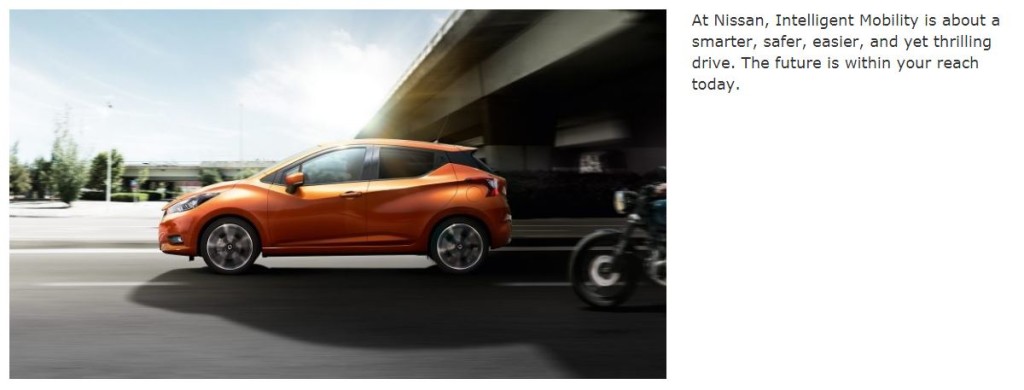 At Nissan, Intelligent Mobility is about a
smarter, safer, easier, and yet thrilling
drive. The future is within your reach
today.